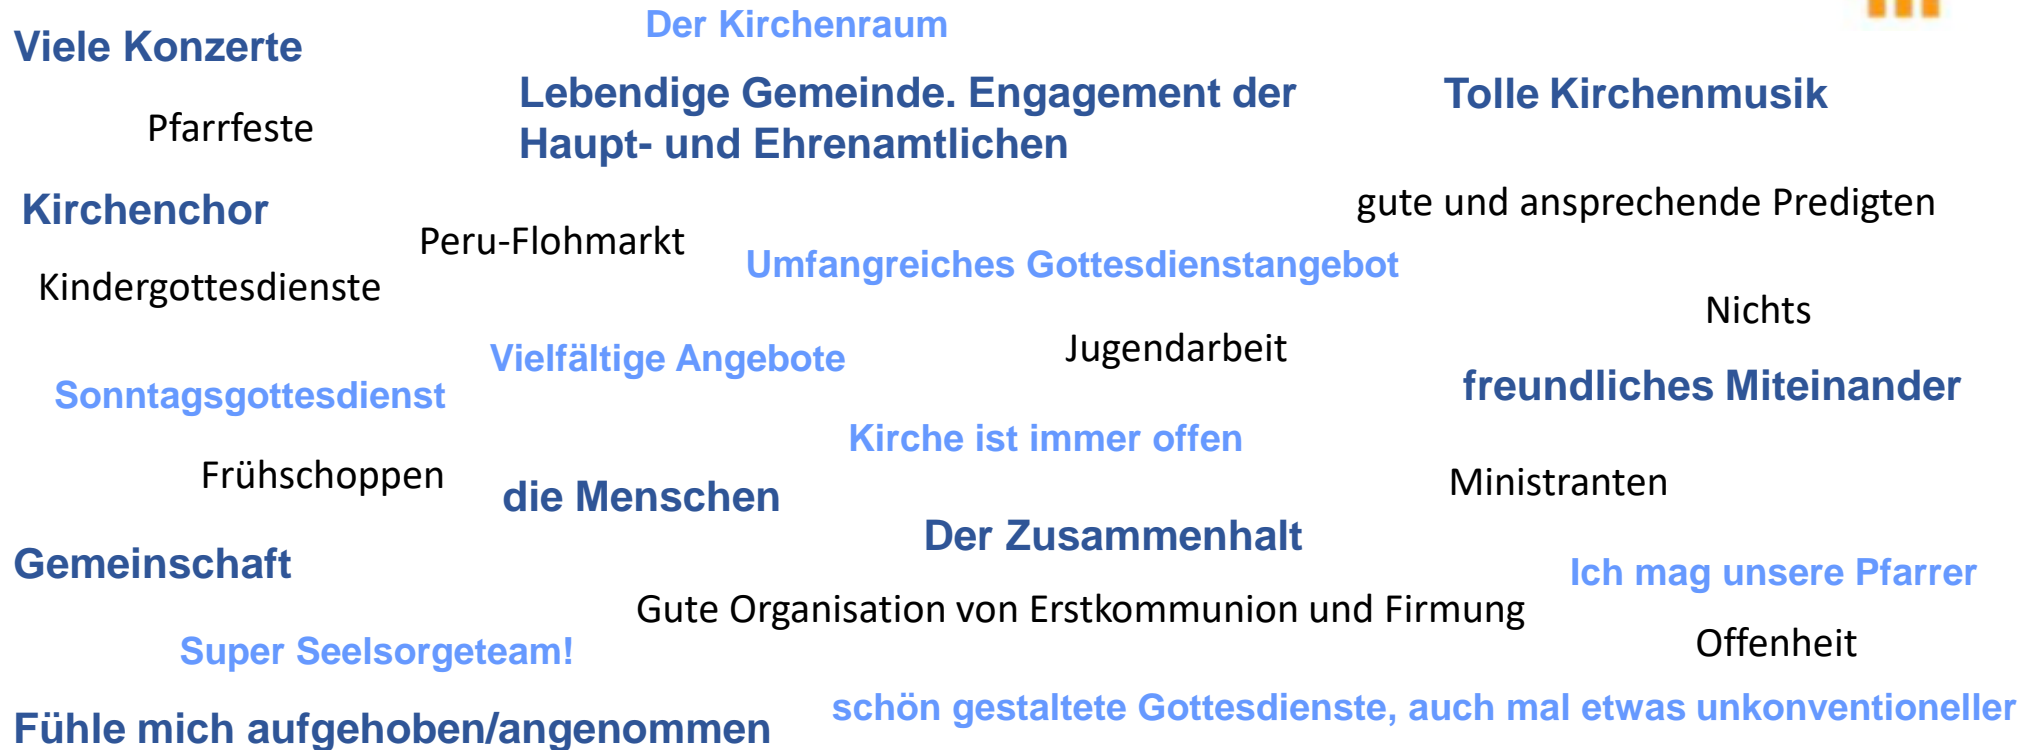 Der Kirchenraum
Viele Konzerte
Lebendige Gemeinde. Engagement der
Haupt- und Ehrenamtlichen
Tolle Kirchenmusik
Pfarrfeste
Kirchenchor
gute und ansprechende Predigten
Peru-Flohmarkt
Umfangreiches Gottesdienstangebot
Kindergottesdienste
Nichts
Vielfältige Angebote
Jugendarbeit
Sonntagsgottesdienst
freundliches Miteinander
Kirche ist immer offen
Frühschoppen
die Menschen
Ministranten
Der Zusammenhalt
Gemeinschaft
Ich mag unsere Pfarrer
Gute Organisation von Erstkommunion und Firmung
Super Seelsorgeteam!
Offenheit
schön gestaltete Gottesdienste, auch mal etwas unkonventioneller
Fühle mich aufgehoben/angenommen